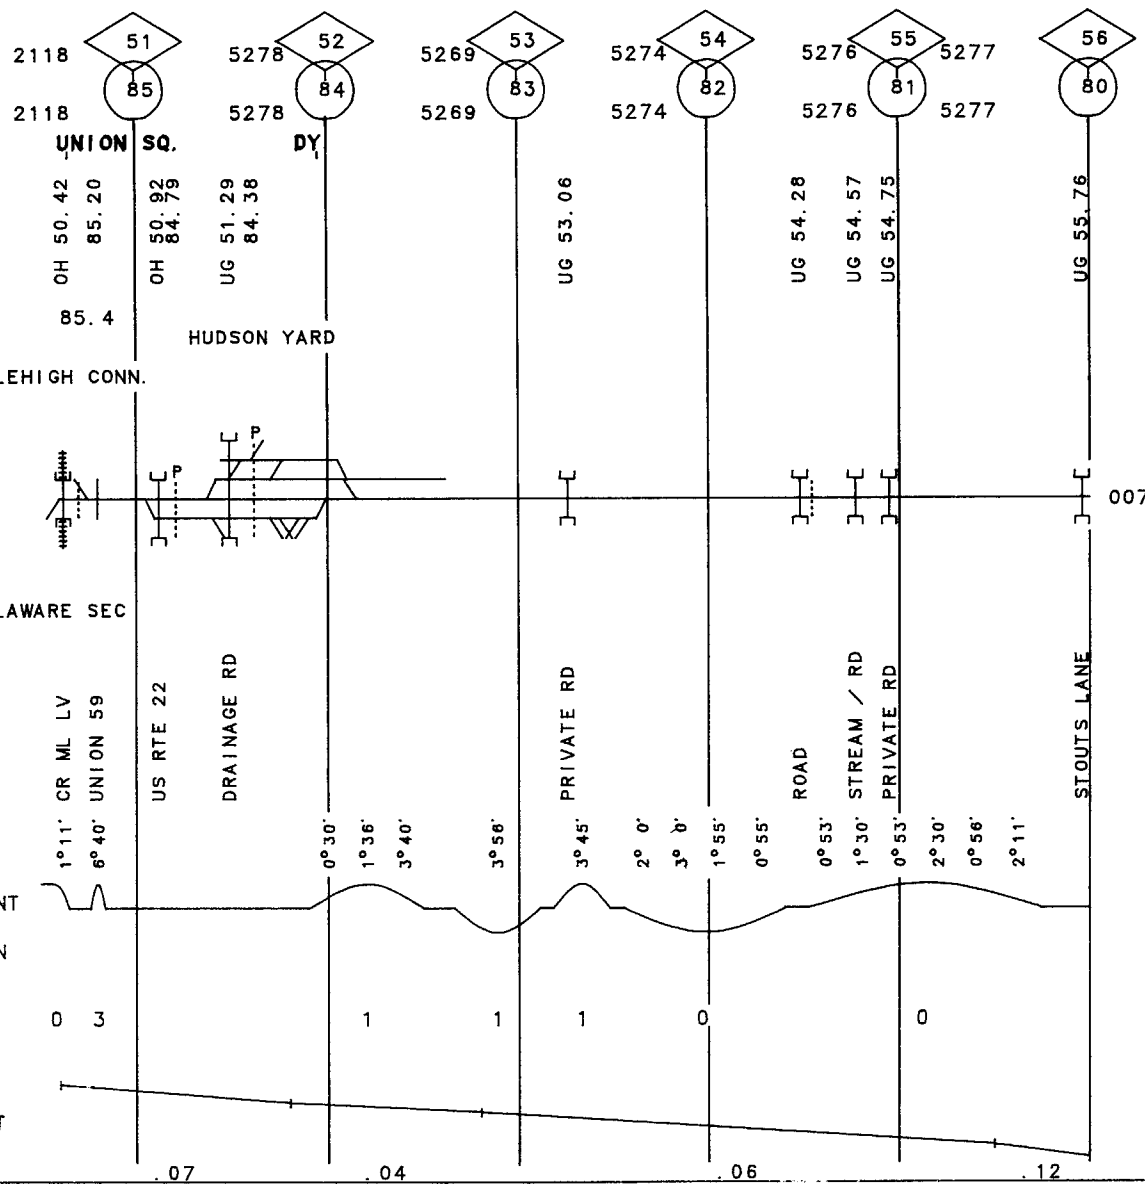 51 52 53 54 55 56
2118 5278 5269 5274 5276 5277
85 84 83 82 81 80
2118 5278 5269 5274 5276 5277
UNION SQ. DY
OH 50.42
85.20
OH 50.92
84.79
UG 51.29
84.38
UG 53.06
UG 54.28
UG 54.57
UG 54.75
UG 55.76
85.4
HUDSON YARD
LEHIGH CONN.
P
P
007
LAWARE SEC
CR ML LV
UNION 59
US RTE 22
DRAINAGE RD
PRIVATE RD
ROAD
STREAM / RD
PRIVATE RD
STOUTS LANE
1°11'
6°40'
0°30'
1°36'
3°40'
3°56'
3°45'
2° 0'
3° 0'
1°55'
0°55'
0°53'
1°30'
0°53'
2°30'
0°56'
2°11'
NT
N
0 3 1 1 1 0 0
T
.07 .04 .06 .12